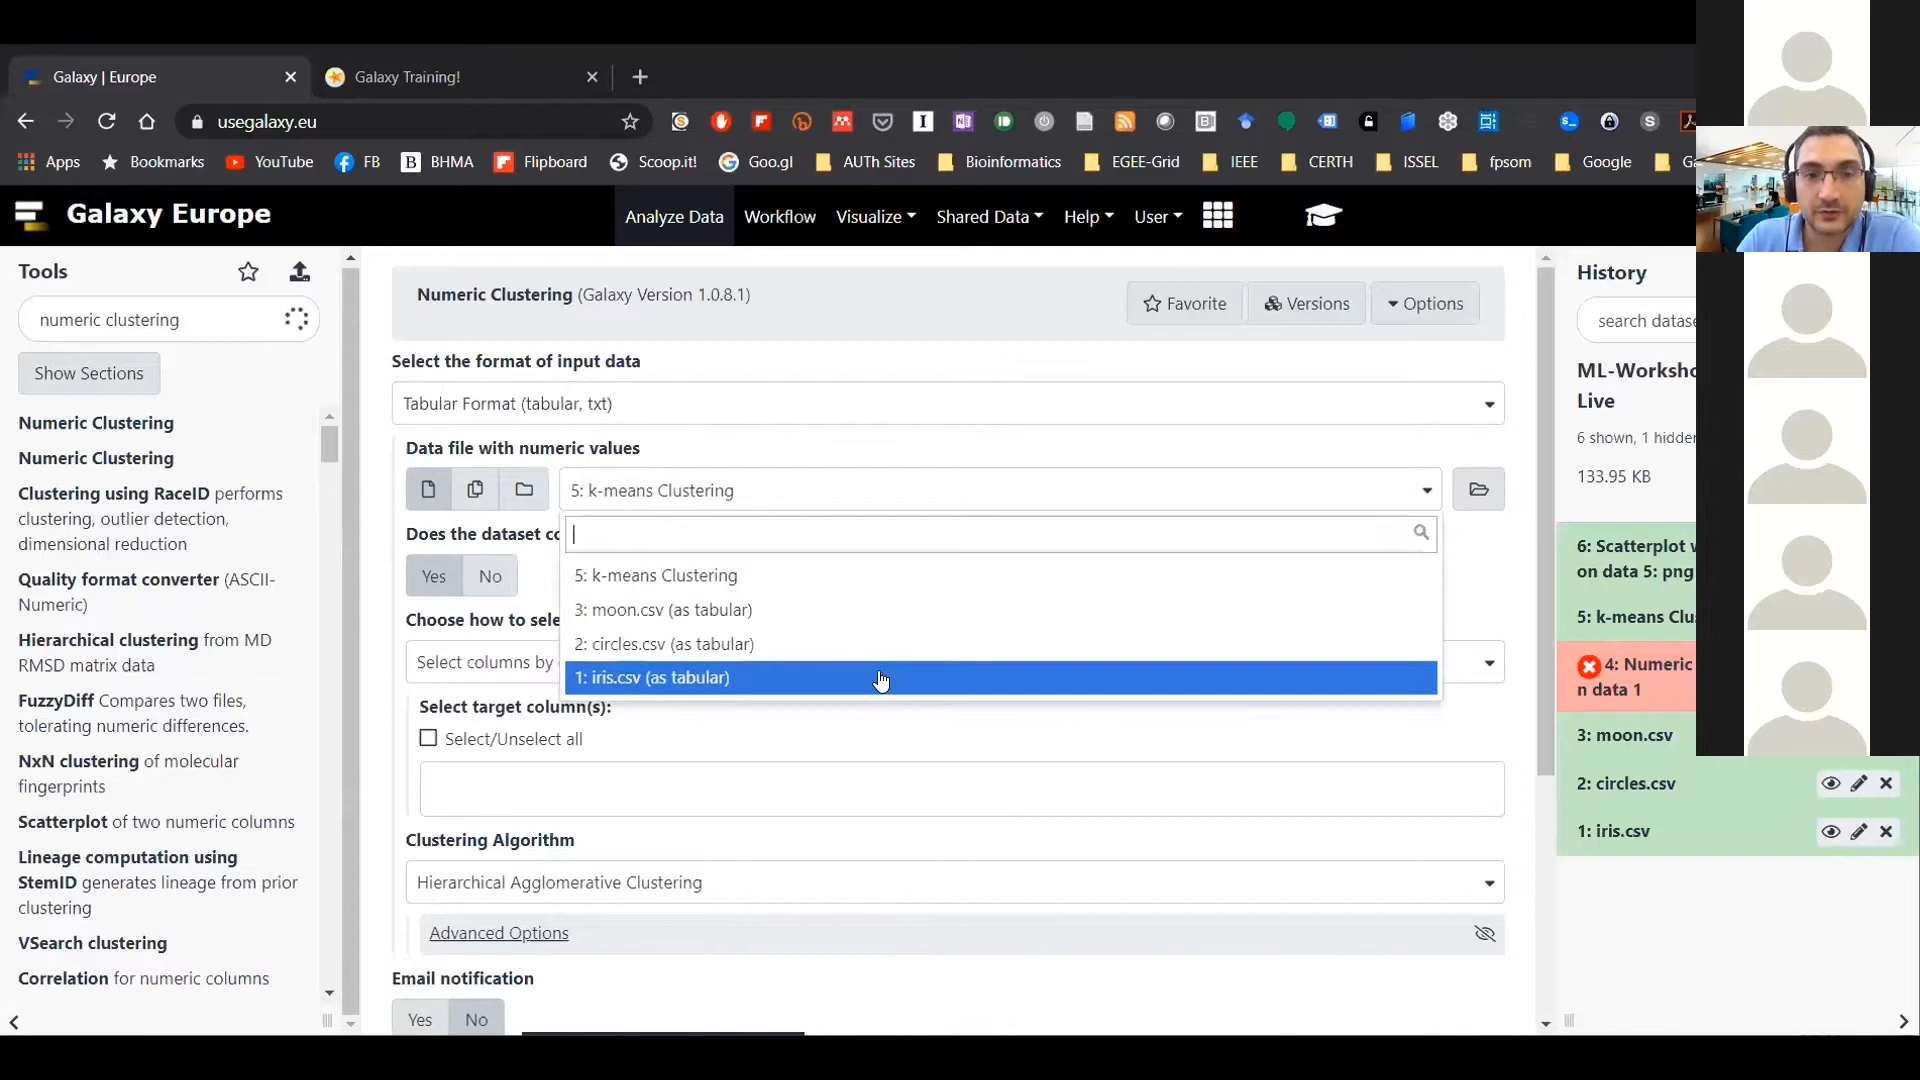 Galaxy | Europe
Galaxy Training!
usegalaxy.eu
Apps
Bookmarks
YouTube
FB
BHMA
Flipboard
Scoop.it!
Goo.gl
AUTh Sites
Bioinformatics
EGEE-Grid
IEEE
CERTH
ISSEL
fpsom
Google
Galaxy Europe
Analyze Data
Workflow
Visualize
Shared Data
Help
User
Tools
numeric clustering
Show Sections
Numeric Clustering
Numeric Clustering
Clustering using RaceID performs
clustering, outlier detection,
dimensional reduction
Quality format converter (ASCII-
Numeric)
Hierarchical clustering from MD
RMSD matrix data
FuzzyDiff Compares two files,
tolerating numeric differences.
NxN clustering of molecular
fingerprints
Scatterplot of two numeric columns
Lineage computation using
StemID generates lineage from prior
clustering
VSearch clustering
Correlation for numeric columns
Numeric Clustering (Galaxy Version 1.0.8.1)
Favorite
Versions
Options
Select the format of input data
Tabular Format (tabular, txt)
Data file with numeric values
5: k-means Clustering
Does the dataset co
5: k-means Clustering
3: moon.csv (as tabular)
2: circles.csv (as tabular)
1: iris.csv (as tabular)
Yes
No
Choose how to sele
Select columns by
Select target column(s):
Select/Unselect all
Clustering Algorithm
Hierarchical Agglomerative Clustering
Advanced Options
Email notification
Yes
No
History
search datase
ML-Worksho
Live
6 shown, 1 hidden
133.95 KB
6: Scatterplot w
on data 5: png
5: k-means Clus
4: Numeric
n data 1
3: moon.csv
2: circles.csv
1: iris.csv